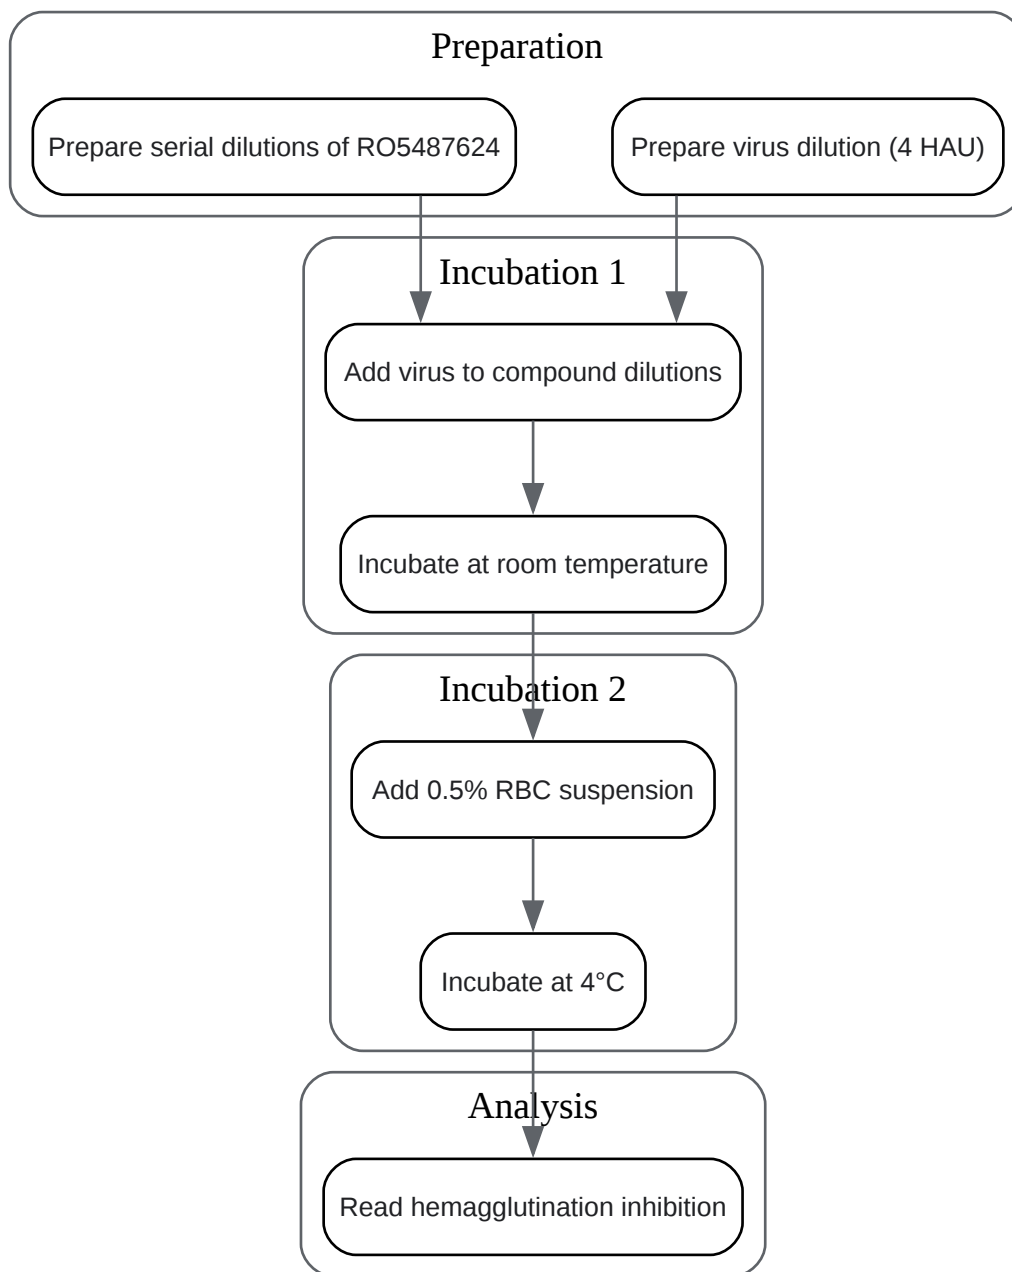 Preparation
Prepare serial dilutions of RO5487624
Prepare virus dilution (4 HAU)
Incubation 1
Add virus to compound dilutions
Incubate at room temperature
Incubation 2
Add 0.5% RBC suspension
Incubate at 4°C
Analysis
Read hemagglutination inhibition